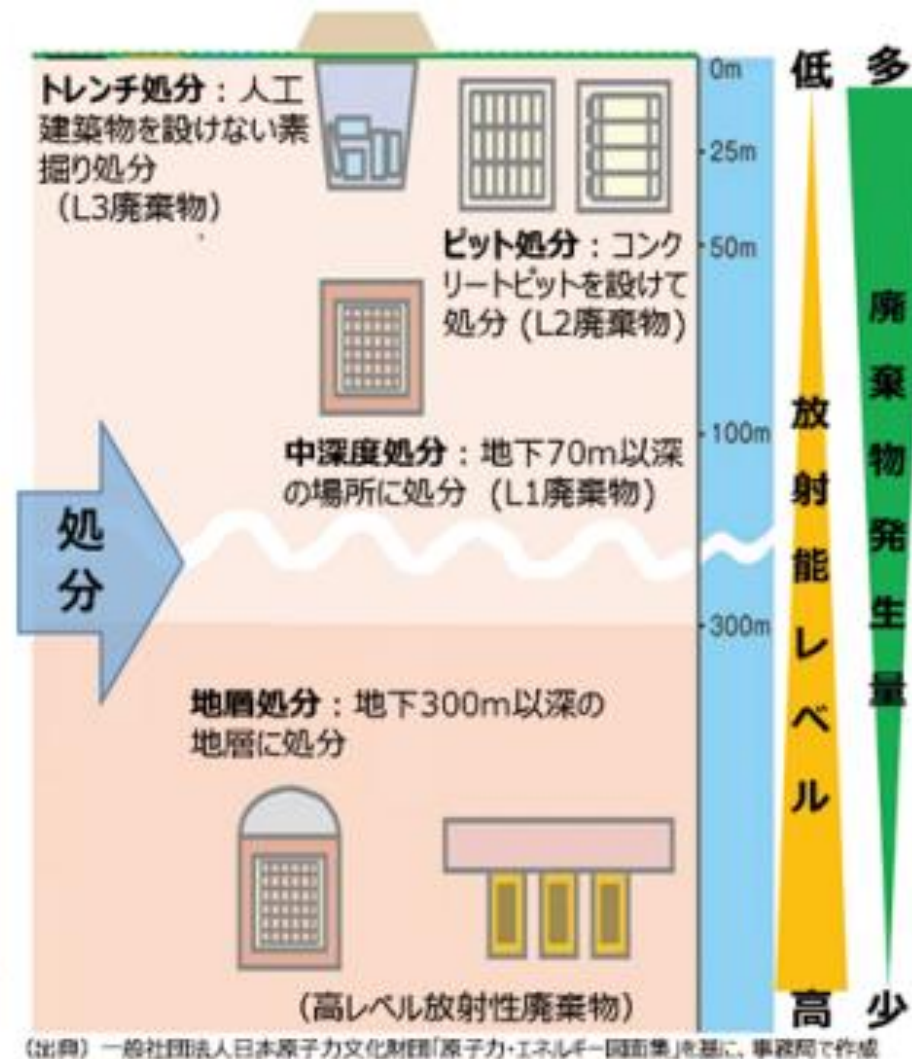 トレンチ処分：人工
建築物を設けない素
掘り処分
（L3廃棄物）
ピット処分：コンク
リートピットを設けて
処分（L2廃棄物）
中深度処分：地下70m以深
の場所に処分（L1廃棄物）
処分
地層処分：地下300m以深の
地層に処分
（高レベル放射性廃棄物）
0m
25m
50m
100m
300m
低
放射能レベル
高
多
廃棄物発生量
少
（出典）一般社団法人日本原子力文化財団「原子力・エネルギー図面集」を基に、事務局で作成